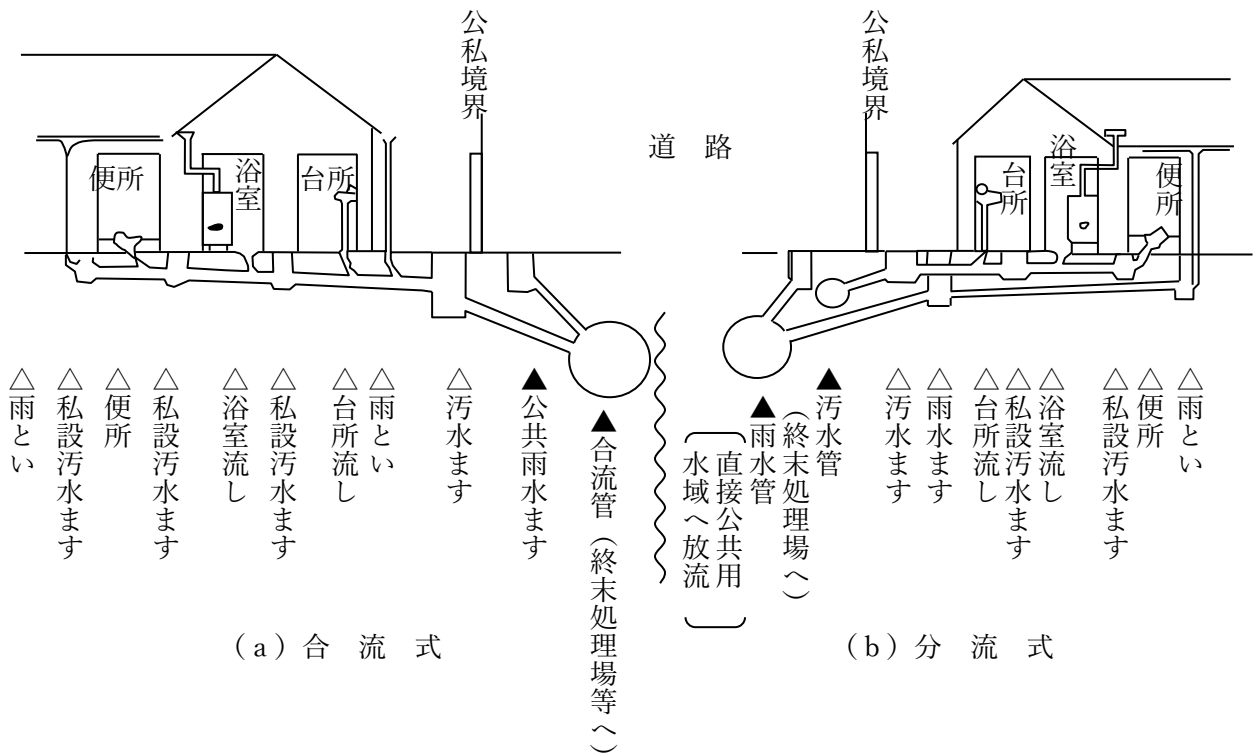 公私境界
公私境界
道　路
便所
浴室
台所
台所
浴室
便所
△雨とい
△私設汚水ます
△便所
△私設汚水ます
△浴室流し
△私設汚水ます
△台所流し
△雨とい
△汚水ます
▲公共雨水ます
▲合流管（終末処理場等へ）
直接公共用
水域へ放流
▲雨水管
（終末処理場へ）
▲汚水管
△汚水ます
△雨水ます
△台所流し
△私設汚水ます
△浴室流し
△私設汚水ます
△便所
△雨とい
（a）合　流　式
（b）分　流　式